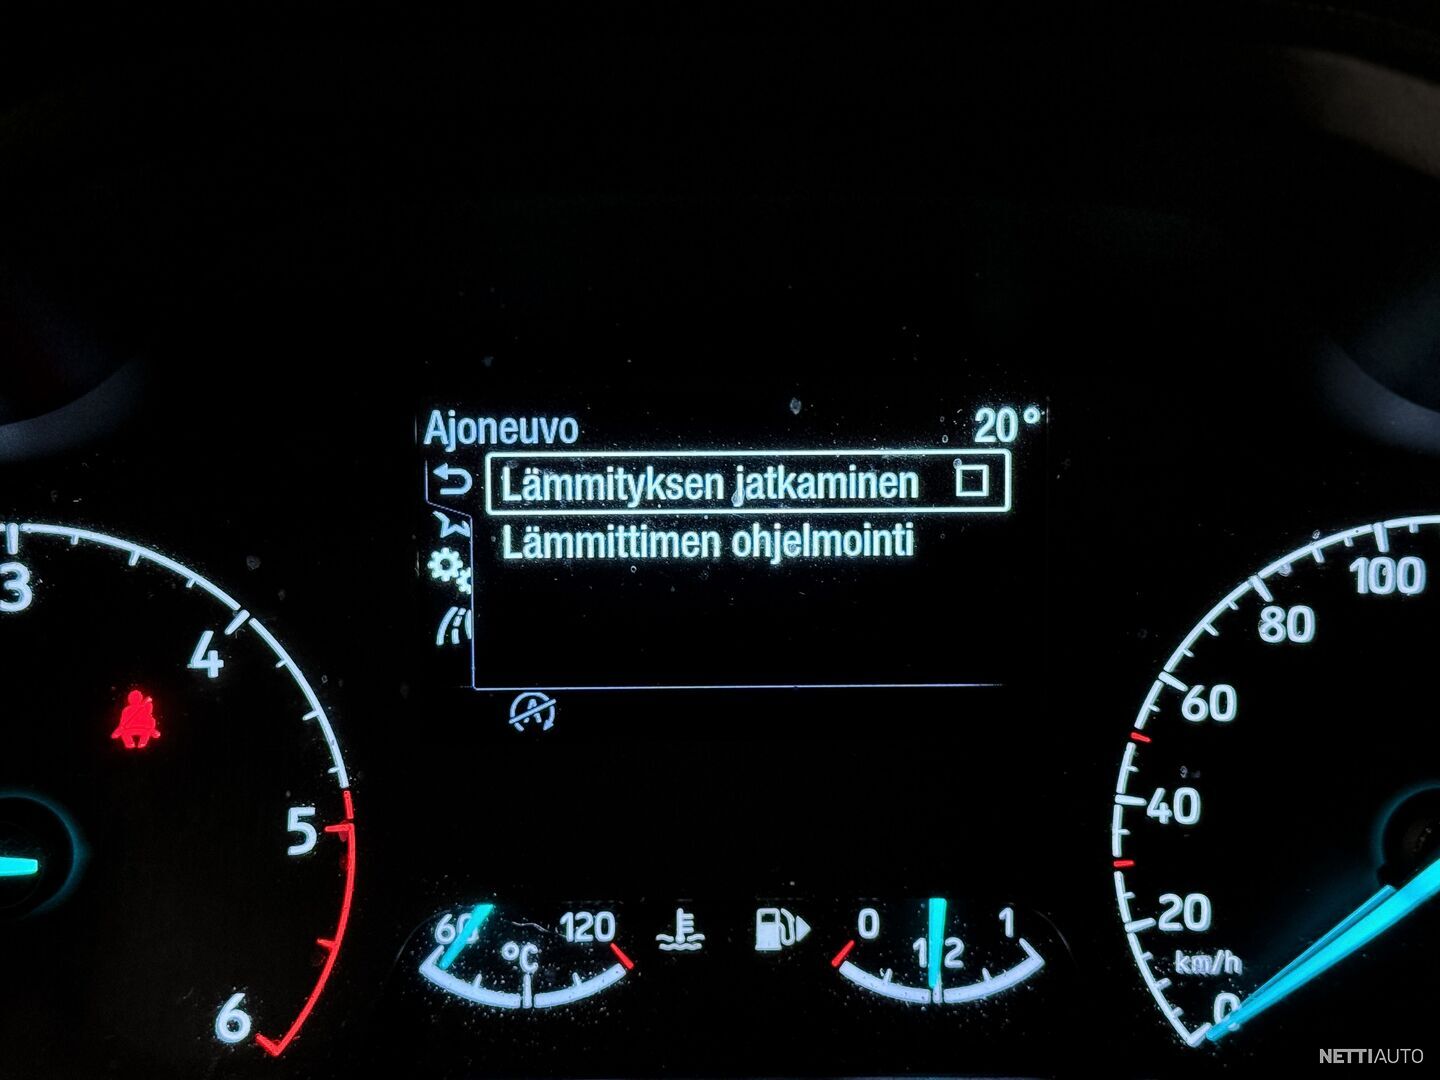 Ajoneuvo 20°
Lämmityksen jatkaminen
Lämmittimen ohjelmointi
3
4
5
6
100
80
60
40
20
km/h
0
60 120
°C
0 1/2 1
NETTIAUTO